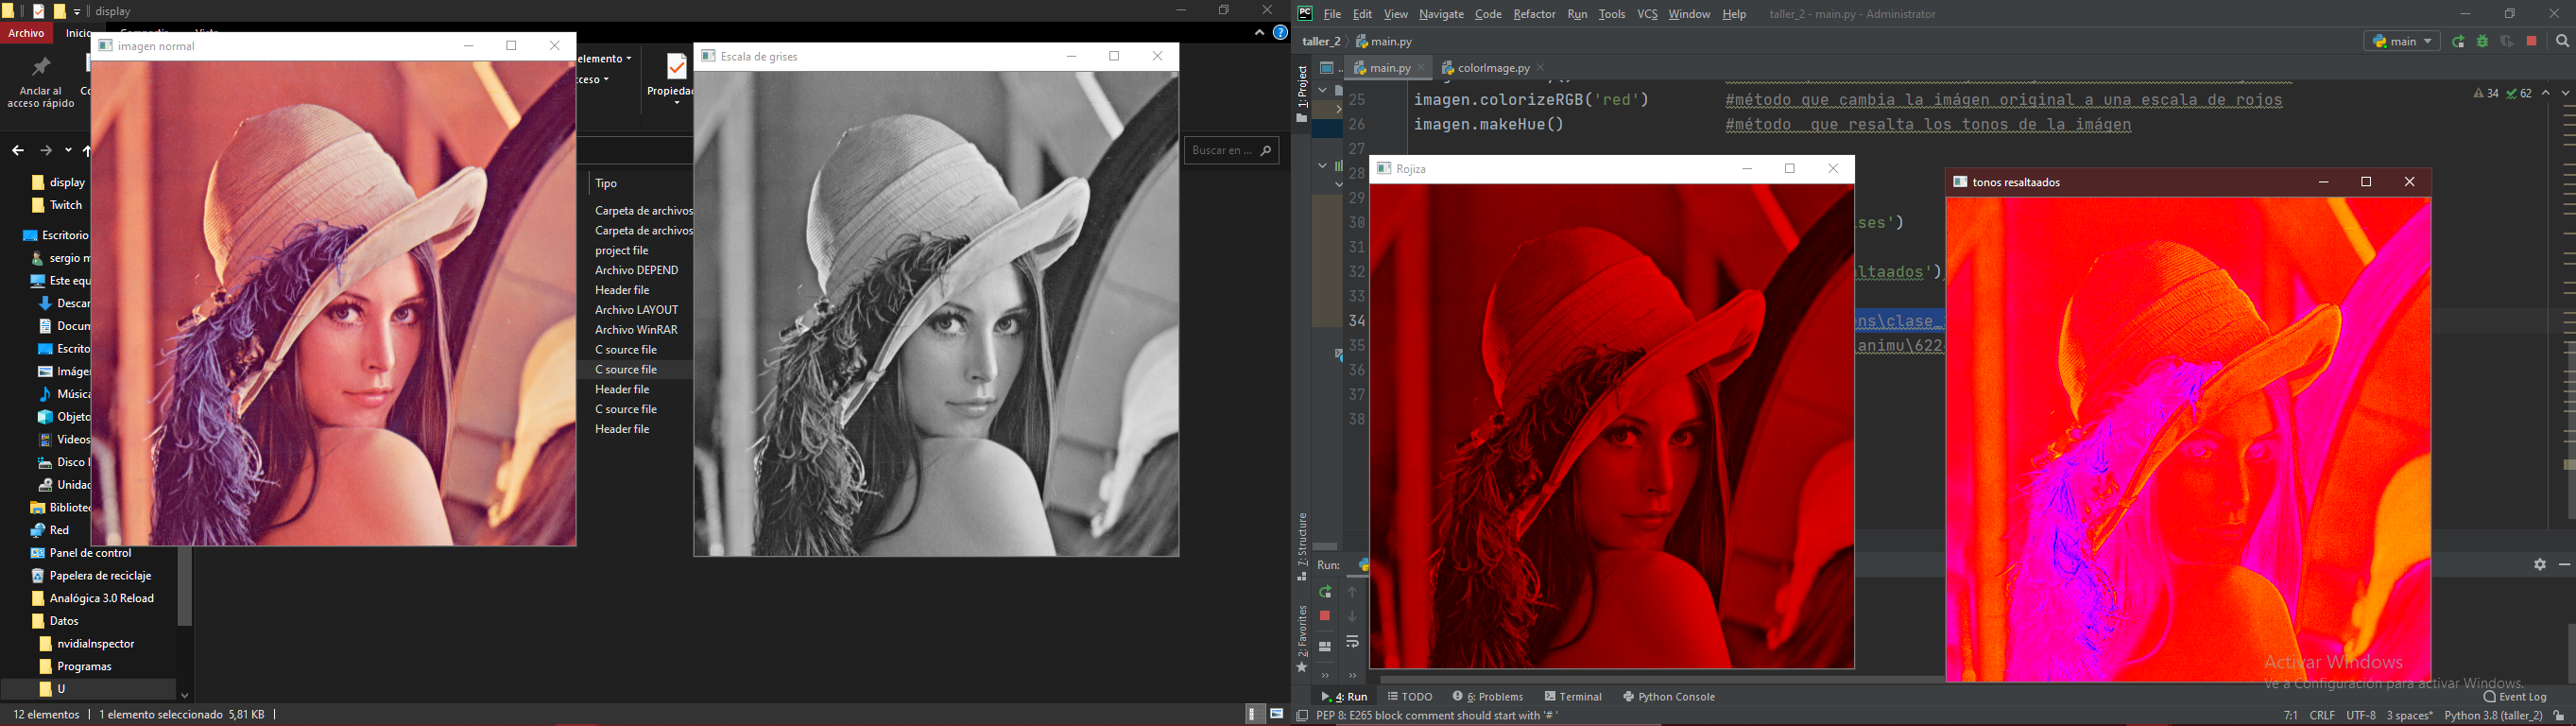 display
Archivo
Inicio
imagen normal
Anclar al
acceso rápido
elemento
Propiedad
Escala de grises
Buscar en ...
Tipo
Carpeta de archivos
Carpeta de archivos
project file
Archivo DEPEND
Header file
Archivo LAYOUT
Archivo WinRAR
C source file
C source file
Header file
C source file
Header file
display
Twitch
Escritorio
sergio m
Este equ
Descar
Docum
Escrito
Imáger
Música
Objeto
Videos
Disco l
Unidad
Bibliotec
Red
Panel de control
Papelera de reciclaje
Analógica 3.0 Reload
Datos
nvidiaInspector
Programas
U
12 elementos
1 elemento seleccionado 5,81 KB
PC File Edit View Navigate Code Refactor Run Tools VCS Window Help taller_2 - main.py - Administrator
taller_2 main.py
main
1: Project
main.py colorImage.py
34 62
25 imagen.colorizeRGB('red') #método que cambia la imágen original a una escala de rojos
26 imagen.makeHue() #método que resalta los tonos de la imágen
27
28
29
30 ses')
31
32 altaados')
33
34 ens\clase_
35 animu\622
36
37
38
Rojiza
tonos resaltaados
7: Structure
2: Favorites
Run:
Activar Windows
Ve a Configuración para activar Windows.
4: Run TODO 6: Problems Terminal Python Console Event Log
PEP 8: E265 block comment should start with '# '
7:1 CRLF UTF-8 3 spaces* Python 3.8 (taller_2)